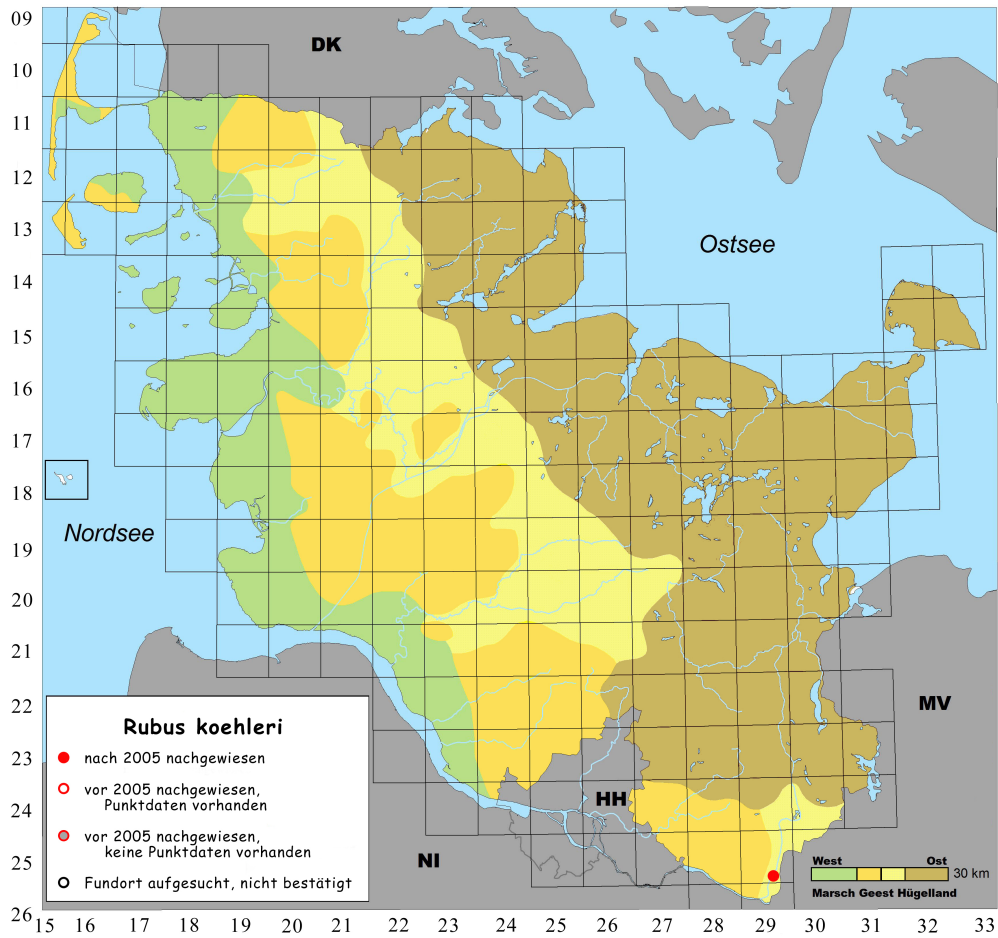 09
10
11
12
13
14
15
16
17
18
19
20
21
22
23
24
25
26
DK
Ostsee
Nordsee
MV
HH
NI
Rubus koehleri
nach 2005 nachgewiesen
vor 2005 nachgewiesen,
Punktdaten vorhanden
vor 2005 nachgewiesen,
keine Punktdaten vorhanden
Fundort aufgesucht, nicht bestätigt
West Ost
30 km
Marsch Geest Hügelland
15 16 17 18 19 20 21 22 23 24 25 26 27 28 29 30 31 32 33